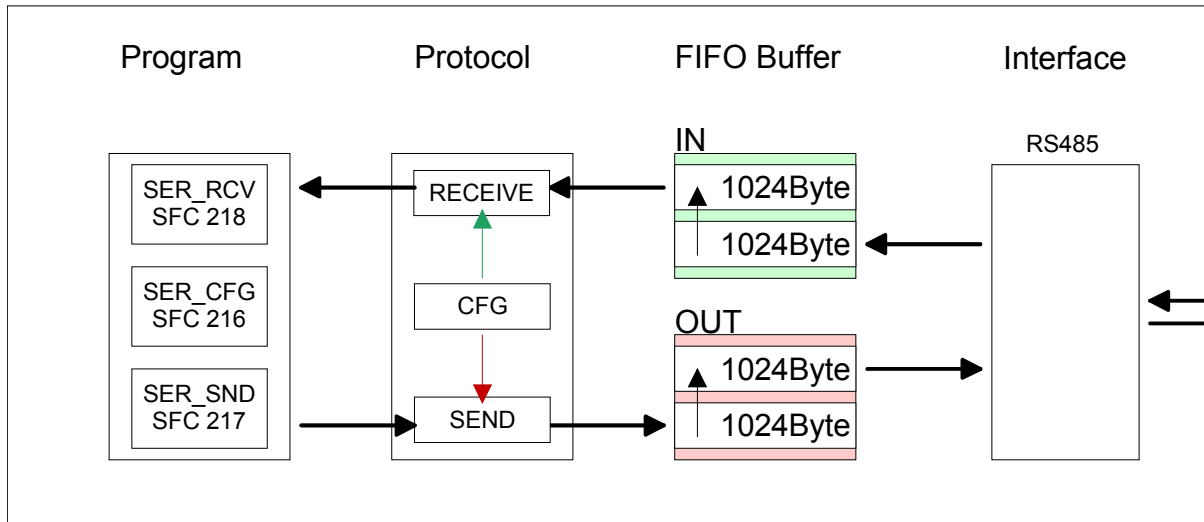 Program
Protocol
FIFO Buffer
Interface
SER_RCV
SFC 218
SER_CFG
SFC 216
SER_SND
SFC 217
RECEIVE
CFG
SEND
IN
1024Byte
1024Byte
OUT
1024Byte
1024Byte
RS485